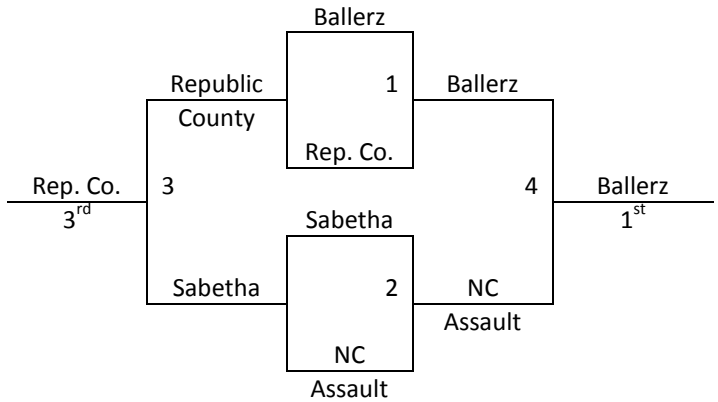 Ballerz
Republic 1 Ballerz
County
Rep. Co.
Rep. Co. 3 4 Ballerz
3rd 1st
Sabetha
Sabetha 2 NC
Assault
NC
Assault